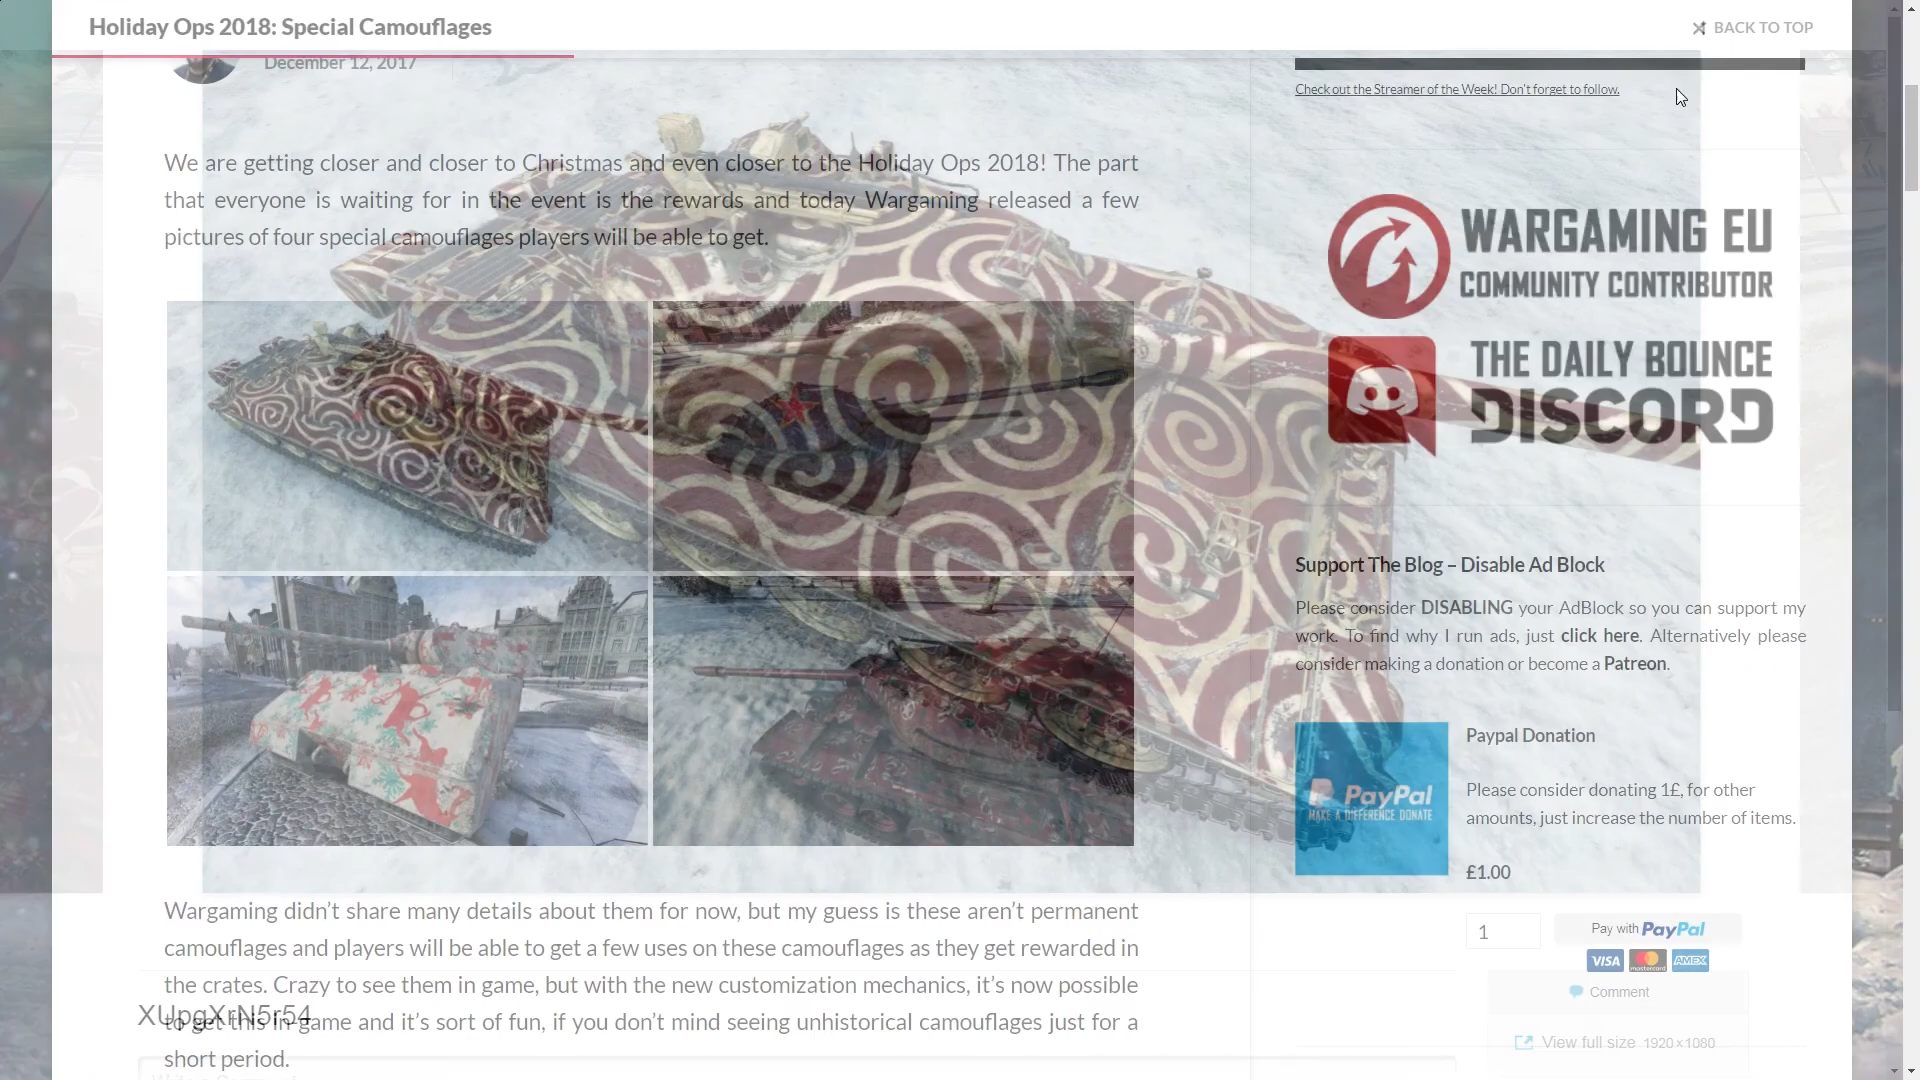 Holiday Ops 2018: Special Camouflages
BACK TO TOP
December 12, 2017
We are getting closer and closer to Christmas and even closer to the Holiday Ops 2018! The part
that everyone is waiting for in the event is the rewards and today Wargaming released a few
pictures of four special camouflages players will be able to get.
Wargaming didn’t share many details about them for now, but my guess is these aren’t permanent
camouflages and players will be able to get a few uses on these camouflages as they get rewarded in
the crates. Crazy to see them in game, but with the new customization mechanics, it’s now possible
to get this in-game and it’s sort of fun, if you don’t mind seeing unhistorical camouflages just for a
short period.
XUpgXrN5r54
Check out the Streamer of the Week! Don't forget to follow.
WARGAMING EU
COMMUNITY CONTRIBUTOR
THE DAILY BOUNCE
DISCORD
Support The Blog – Disable Ad Block
Please consider DISABLING your AdBlock so you can support my
work. To find why I run ads, just click here. Alternatively please
consider making a donation or become a Patreon.
PayPal
MAKE A DIFFERENCE DONATE
Paypal Donation
Please consider donating 1£, for other
amounts, just increase the number of items.
£1.00
1
Pay with PayPal
VISA
mastercard
AMEX
Comment
View full size 1920×1080